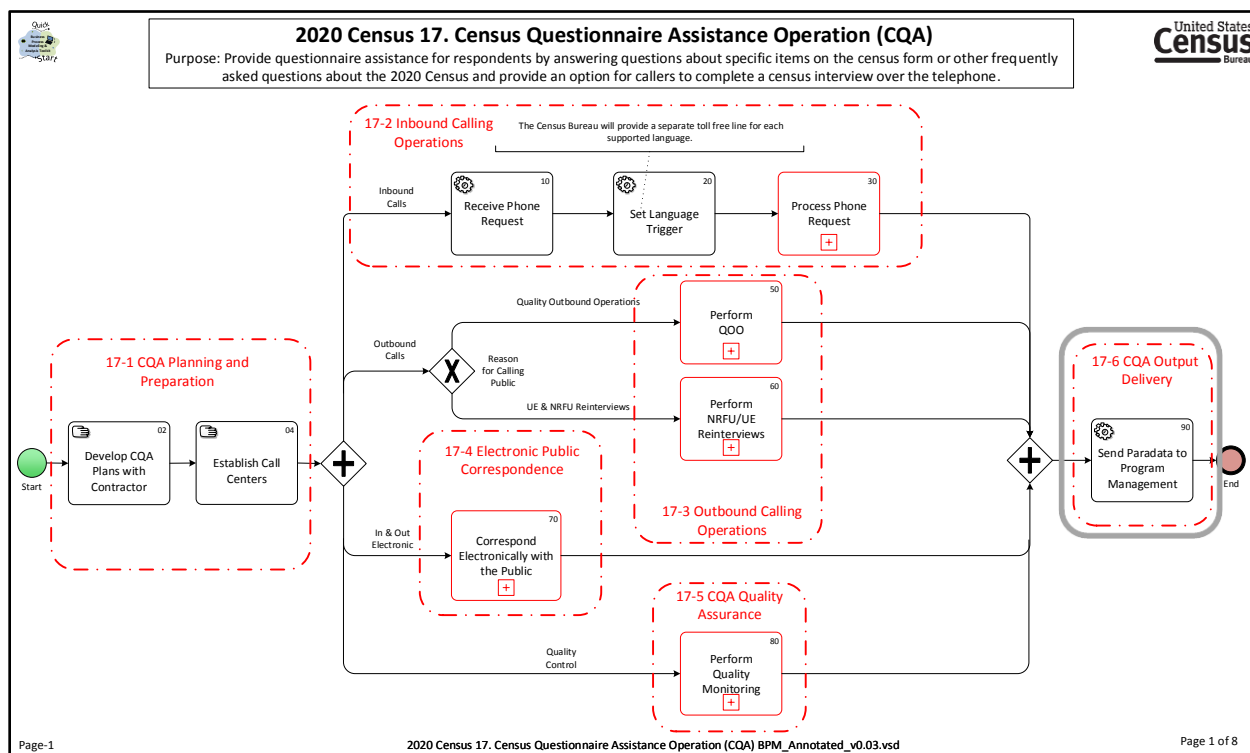 Quick
Business
Process
Modeling &
Analysis Toolkit
Start
2020 Census 17. Census Questionnaire Assistance Operation (CQA)
Purpose: Provide questionnaire assistance for respondents by answering questions about specific items on the census form or other frequently
asked questions about the 2020 Census and provide an option for callers to complete a census interview over the telephone.
United States
Census
Bureau
17-2 Inbound Calling
Operations
The Census Bureau will provide a separate toll free line for each
supported language.
Inbound
Calls
10
Receive Phone
Request
20
Set Language
Trigger
30
Process Phone
Request
Quality Outbound Operations
50
Perform
QOO
Outbound
Calls
X
Reason
for Calling
Public
UE & NRFU Reinterviews
60
Perform
NRFU/UE
Reinterviews
17-3 Outbound Calling
Operations
17-1 CQA Planning and
Preparation
Start
02
Develop CQA
Plans with
Contractor
04
Establish Call
Centers
17-4 Electronic Public
Correspondence
In & Out
Electronic
70
Correspond
Electronically with
the Public
17-5 CQA Quality
Assurance
Quality
Control
80
Perform
Quality
Monitoring
17-6 CQA Output
Delivery
90
Send Paradata to
Program
Management
End
Page-1
2020 Census 17. Census Questionnaire Assistance Operation (CQA) BPM_Annotated_v0.03.vsd
Page 1 of 8